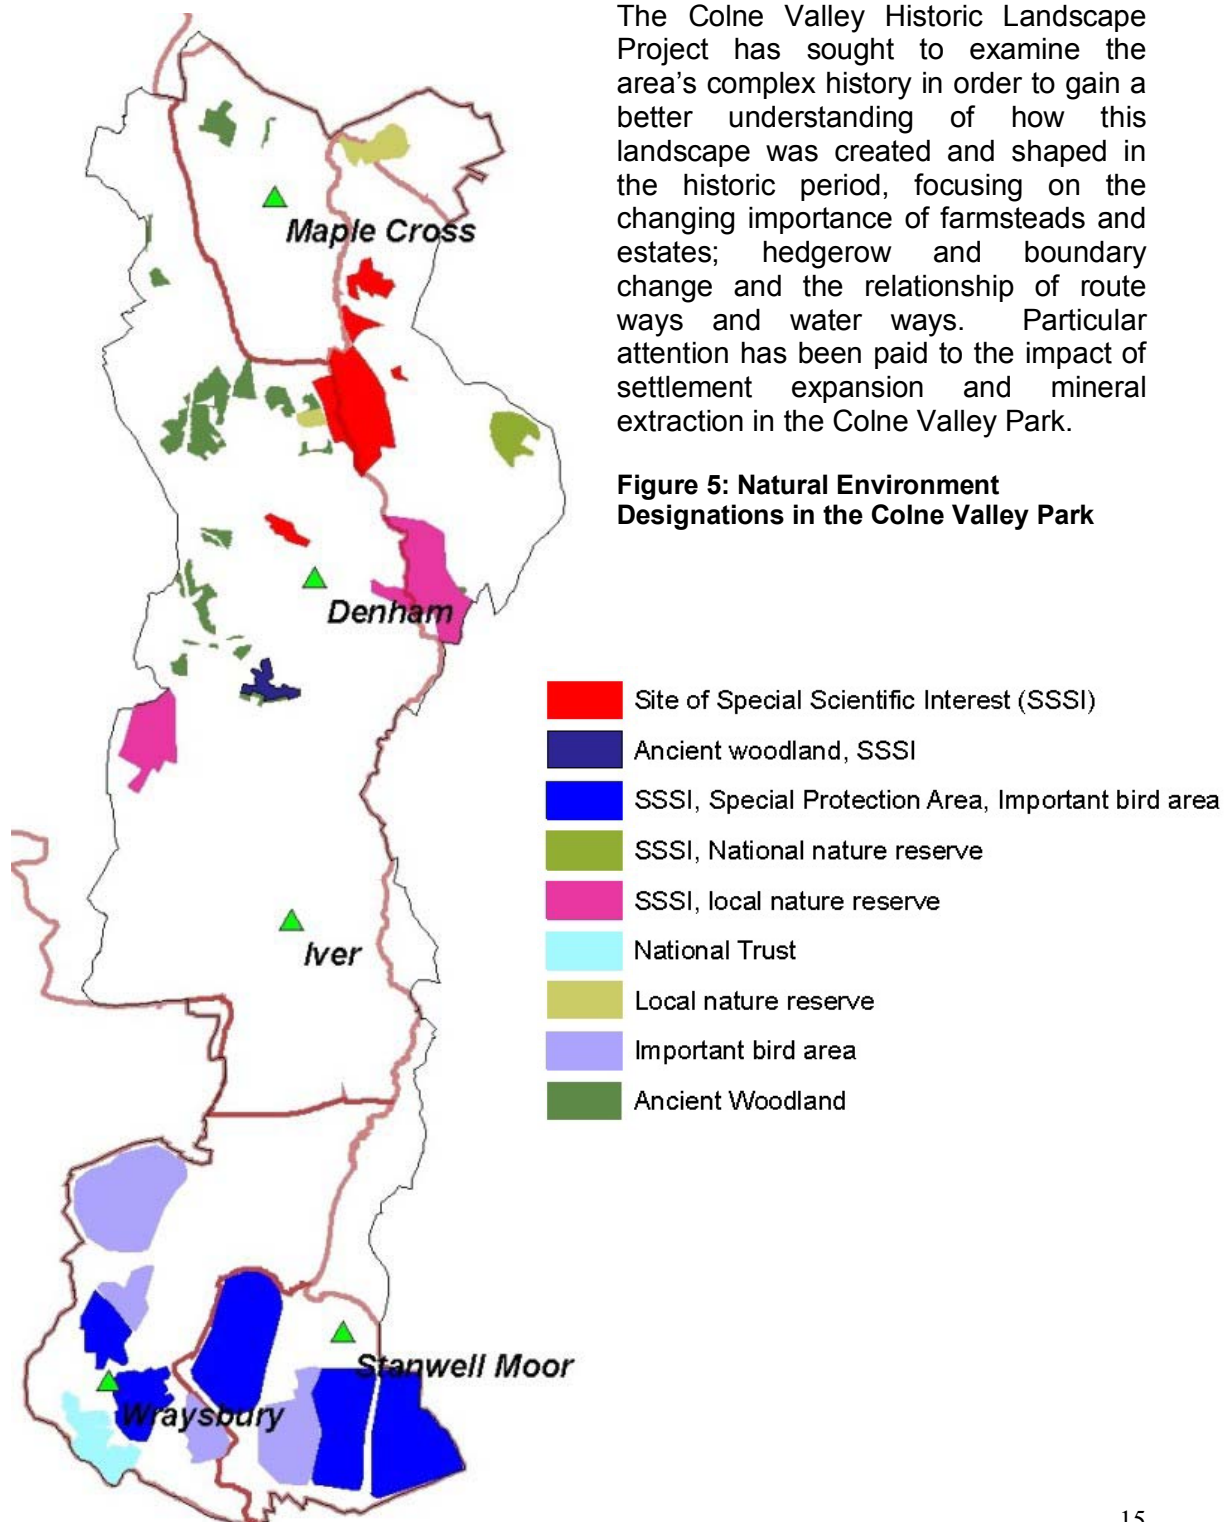 The Colne Valley Historic Landscape
Project has sought to examine the
area’s complex history in order to gain a
better understanding of how this
landscape was created and shaped in
the historic period, focusing on the
changing importance of farmsteads and
estates; hedgerow and boundary
change and the relationship of route
ways and water ways. Particular
attention has been paid to the impact of
settlement expansion and mineral
extraction in the Colne Valley Park.
Figure 5: Natural Environment
Designations in the Colne Valley Park
Maple Cross
Denham
Iver
Stanwell Moor
Wraysbury
Site of Special Scientific Interest (SSSI)
Ancient woodland, SSSI
SSSI, Special Protection Area, Important bird area
SSSI, National nature reserve
SSSI, local nature reserve
National Trust
Local nature reserve
Important bird area
Ancient Woodland
15